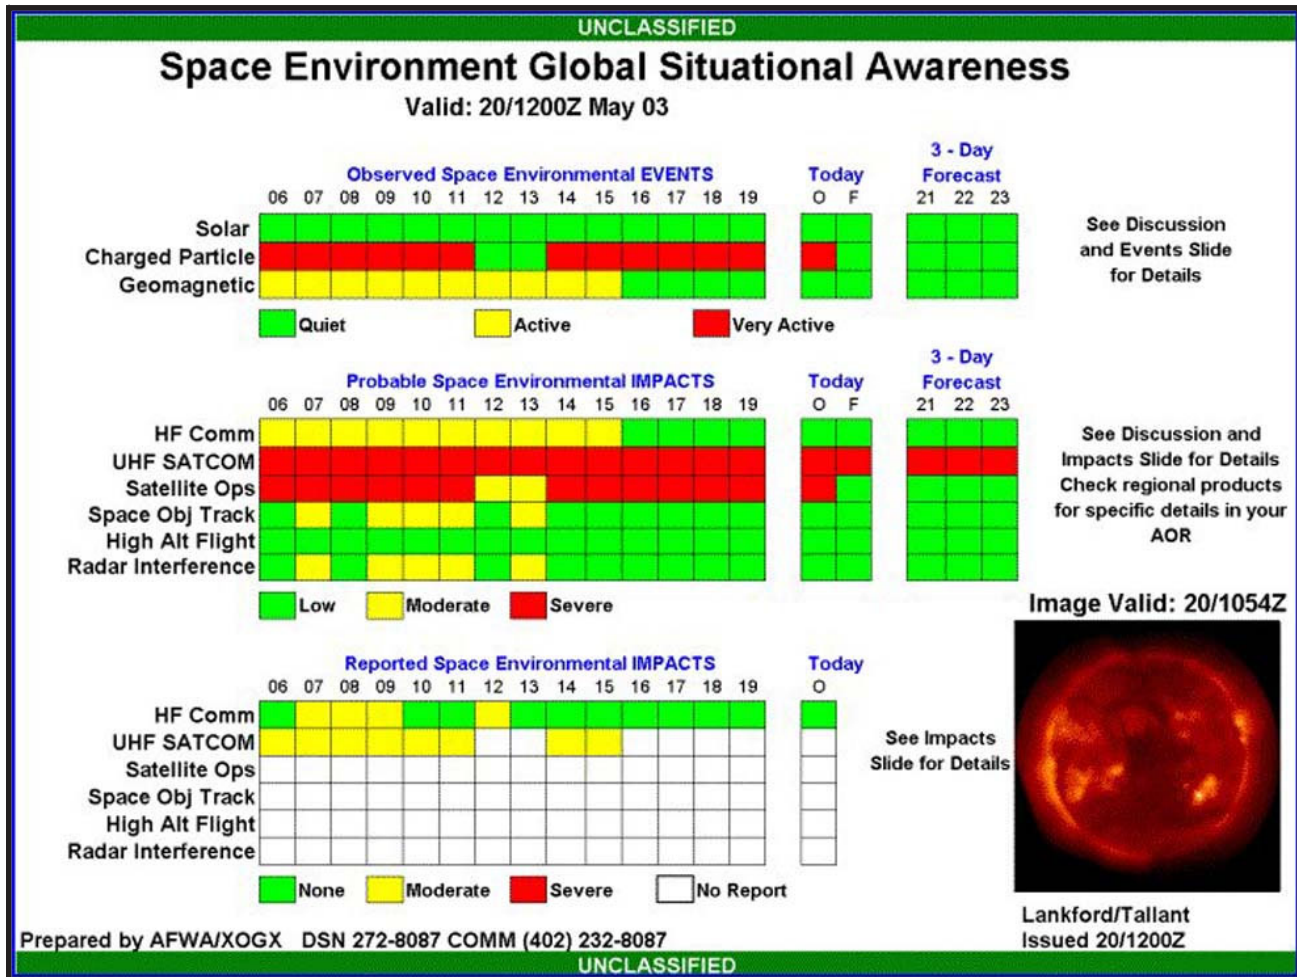 UNCLASSIFIED
Space Environment Global Situational Awareness
Valid: 20/1200Z May 03
3 - Day
Observed Space Environmental EVENTS Today Forecast
06 07 08 09 10 11 12 13 14 15 16 17 18 19 O F 21 22 23
Solar
Charged Particle
Geomagnetic
See Discussion
and Events Slide
for Details
Quiet Active Very Active
3 - Day
Probable Space Environmental IMPACTS Today Forecast
06 07 08 09 10 11 12 13 14 15 16 17 18 19 O F 21 22 23
HF Comm
UHF SATCOM
Satellite Ops
Space Obj Track
High Alt Flight
Radar Interference
See Discussion and
Impacts Slide for Details
Check regional products
for specific details in your
AOR
Low Moderate Severe
Image Valid: 20/1054Z
Reported Space Environmental IMPACTS Today
06 07 08 09 10 11 12 13 14 15 16 17 18 19 O
HF Comm
UHF SATCOM
Satellite Ops
Space Obj Track
High Alt Flight
Radar Interference
See Impacts
Slide for Details
None Moderate Severe No Report
Lankford/Tallant
Issued 20/1200Z
Prepared by AFWA/XOGX DSN 272-8087 COMM (402) 232-8087
UNCLASSIFIED